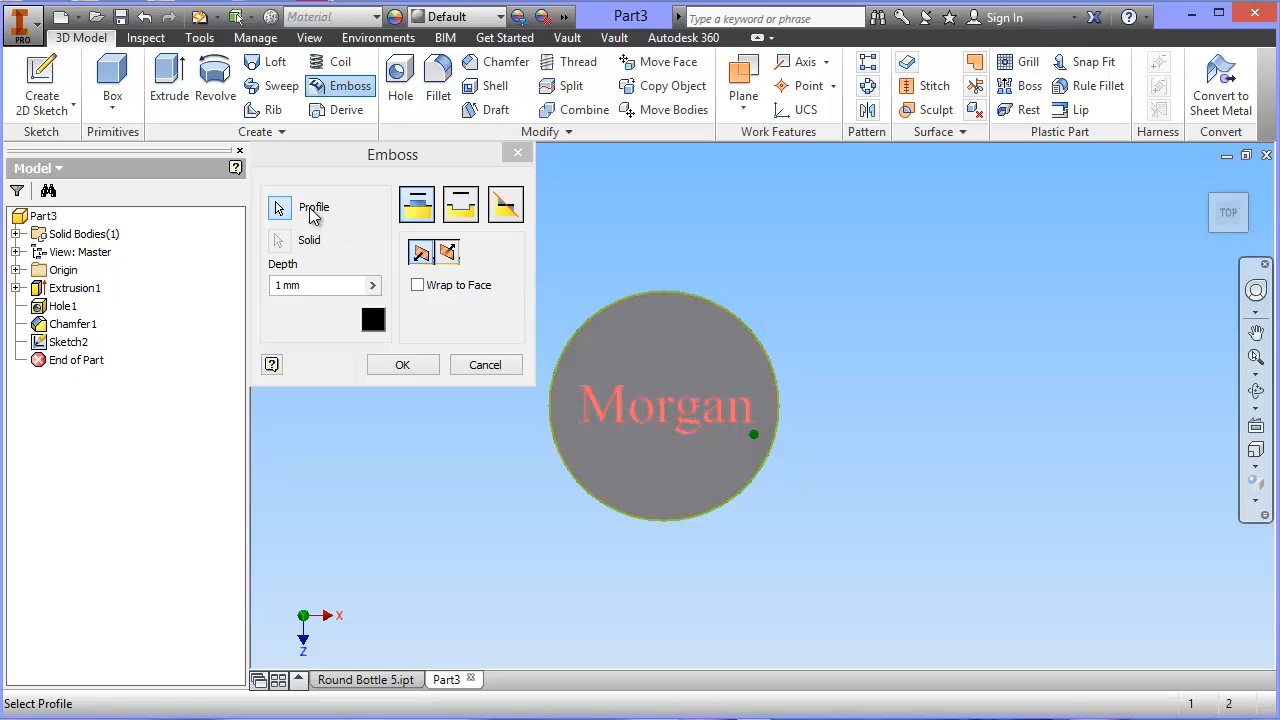 PRO
Material
Default
Part3
Type a keyword or phrase
Sign In
3D Model
Inspect
Tools
Manage
View
Environments
BIM
Get Started
Vault
Vault
Autodesk 360
Create
2D Sketch
Box
Extrude
Revolve
Loft
Sweep
Rib
Coil
Emboss
Derive
Hole
Fillet
Chamfer
Shell
Draft
Thread
Split
Combine
Move Face
Copy Object
Move Bodies
Plane
Axis
Point
UCS
Stitch
Sculpt
Grill
Boss
Rest
Snap Fit
Rule Fillet
Lip
Convert to
Sheet Metal
Sketch
Primitives
Create
Modify
Work Features
Pattern
Surface
Plastic Part
Harness
Convert
Model
Part3
Solid Bodies(1)
View: Master
Origin
Extrusion1
Hole1
Chamfer1
Sketch2
End of Part
Emboss
Profile
Solid
Depth
1 mm
Wrap to Face
OK
Cancel
TOP
Morgan
X
Z
Round Bottle 5.ipt
Part3
Select Profile
1
2